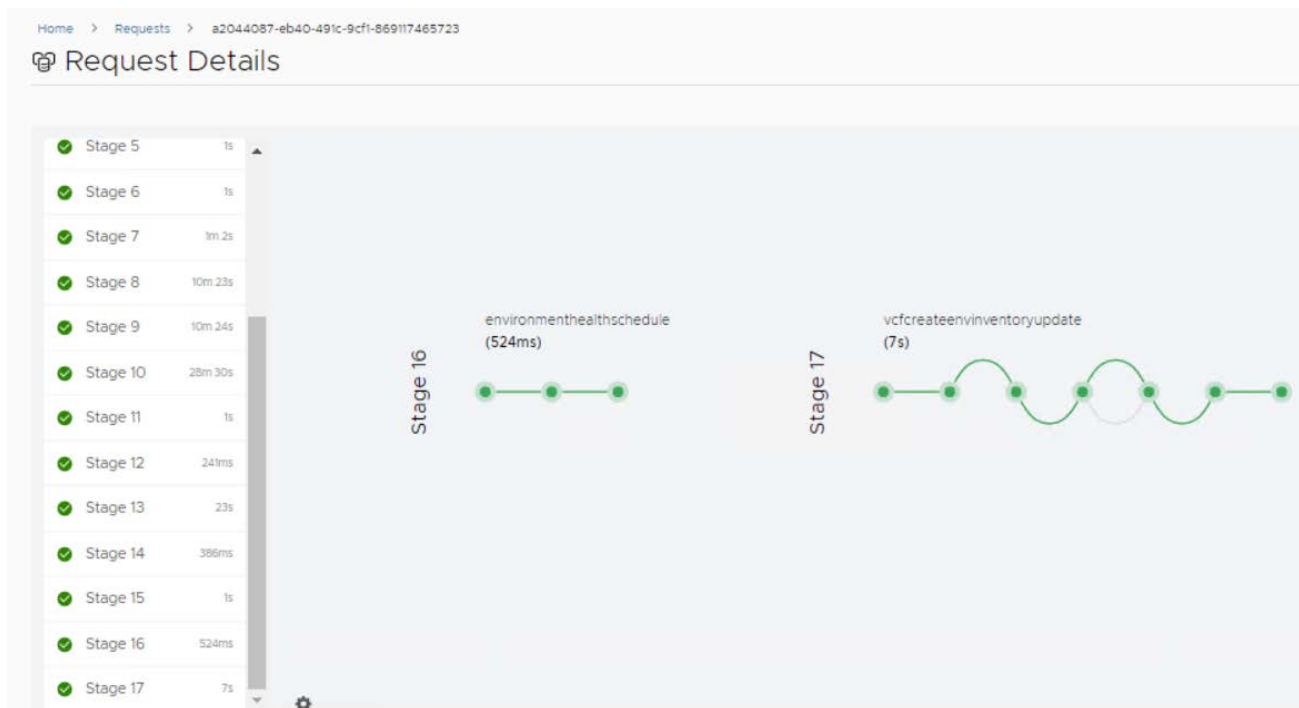 Home > Requests > a2044087-eb40-491c-9cf1-869117465723
Request Details
Stage 5 1s
Stage 6 1s
Stage 7 1m 2s
Stage 8 10m 23s
Stage 9 10m 24s
Stage 10 28m 30s
Stage 11 1s
Stage 12 241ms
Stage 13 23s
Stage 14 386ms
Stage 15 1s
Stage 16 524ms
Stage 17 7s
Stage 16
environmenthealthschedule
(524ms)
Stage 17
vcfcreateenvinventoryupdate
(7s)